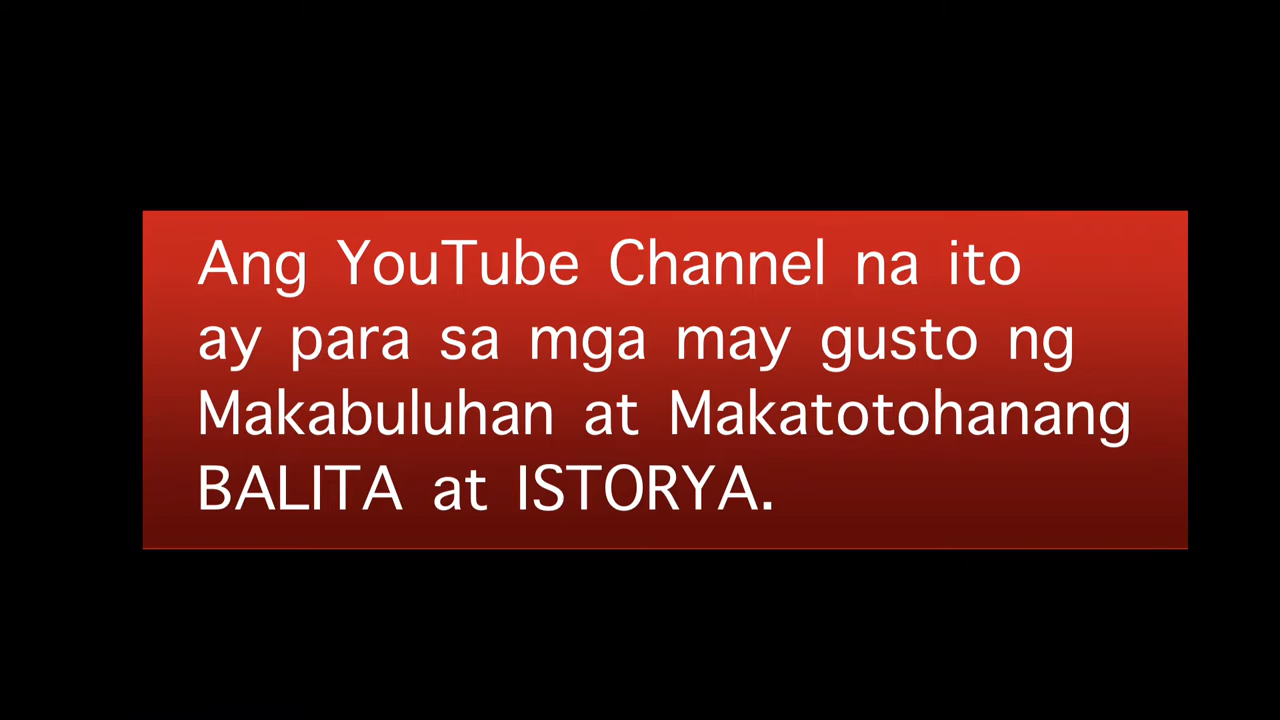 Ang YouTube Channel na ito
ay para sa mga may gusto ng
Makabuluhan at Makatotohanang
BALITA at ISTORYA.